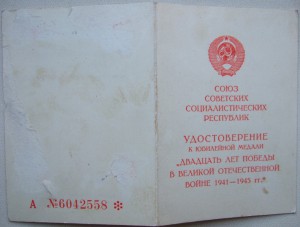 СОЮЗ
СОВЕТСКИХ
СОЦИАЛИСТИЧЕСКИХ
РЕСПУБЛИК
УДОСТОВЕРЕНИЕ
К ЮБИЛЕЙНОЙ МЕДАЛИ
„ДВАДЦАТЬ ЛЕТ ПОБЕДЫ
В ВЕЛИКОЙ ОТЕЧЕСТВЕННОЙ
ВОЙНЕ 1941—1945 гг.".
А №6042558 *